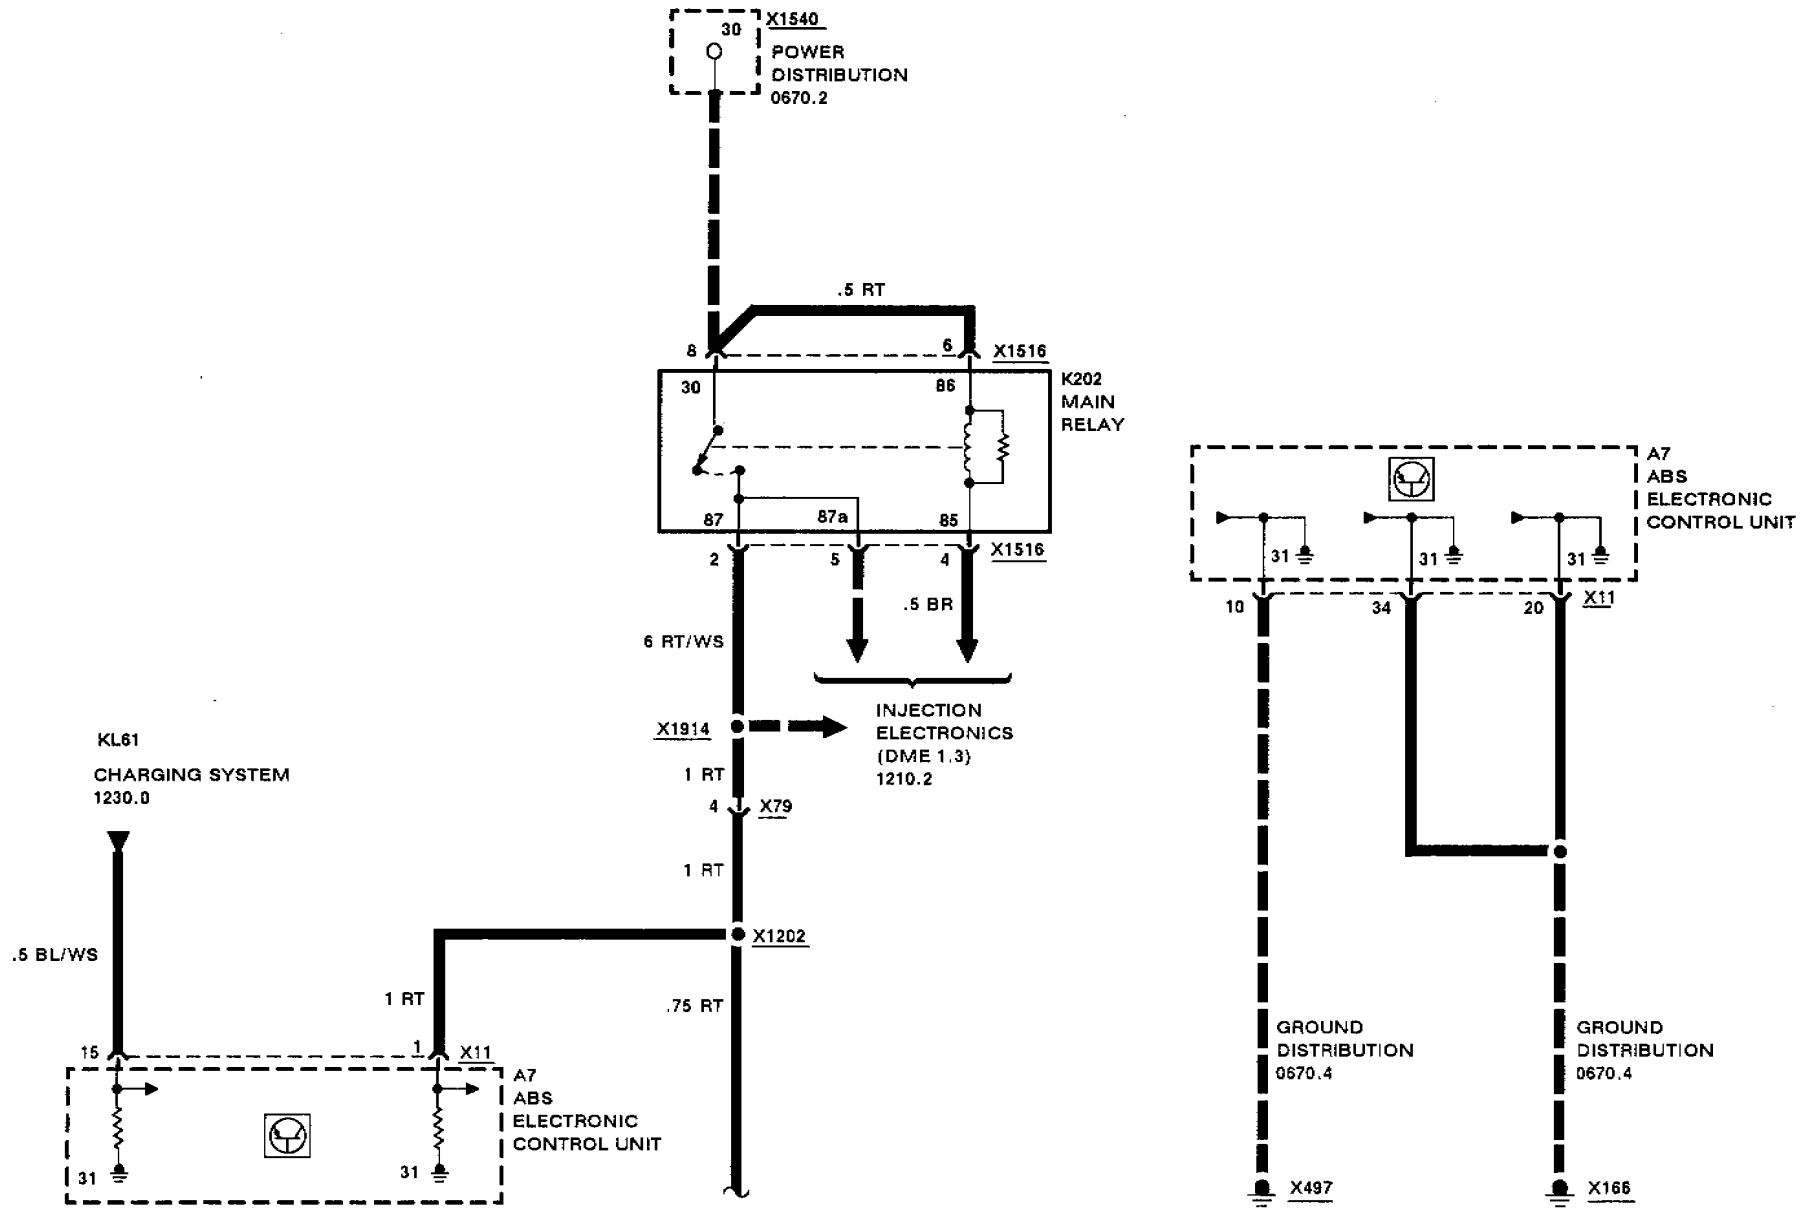 30
X1540
POWER
DISTRIBUTION
0670.2
.5 RT
8
6
X1516
30
86
K202
MAIN
RELAY
87
87a
85
2
5
4
X1516
.5 BR
6 RT/WS
X1914
INJECTION
ELECTRONICS
(DME 1.3)
1210.2
1 RT
4
X79
1 RT
KL61
CHARGING SYSTEM
1230.0
.5 BL/WS
X1202
1 RT
.75 RT
15
1
X11
A7
ABS
ELECTRONIC
CONTROL UNIT
31
31
A7
ABS
ELECTRONIC
CONTROL UNIT
31
31
31
10
34
20
X11
GROUND
DISTRIBUTION
0670.4
GROUND
DISTRIBUTION
0670.4
X497
X166